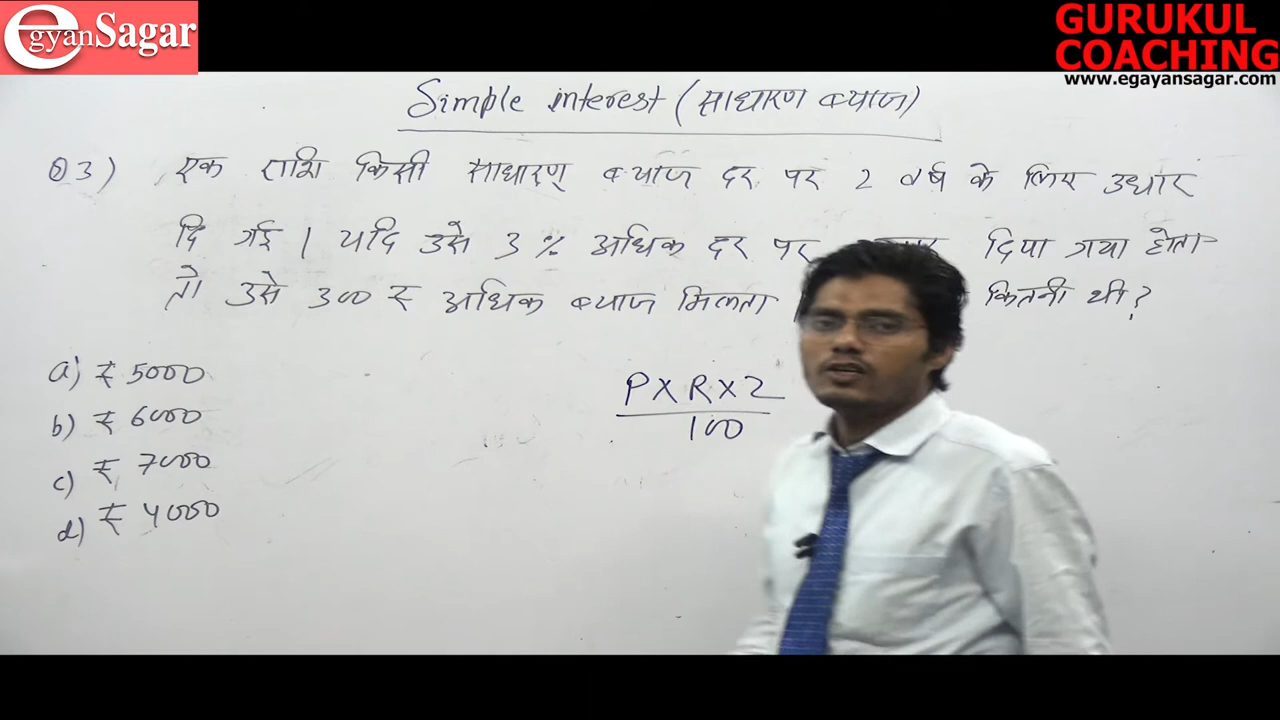 egyanSagar
GURUKUL
COACHING
www.egayansagar.com
Simple interest (साधारण ब्याज)
Q3) एक राशि किसी साधारण् ब्याज दर पर 2 वर्ष के लिए उधार
दि गई । यदि उसे 3 % अधिक दर पर दिया गया होता
तो उसे 300 ₹ अधिक ब्याज मिलता कितनी थी?
a) ₹ 5000
b) ₹ 6000
c) ₹ 7000
d) ₹ 4000
P X R X 2
100